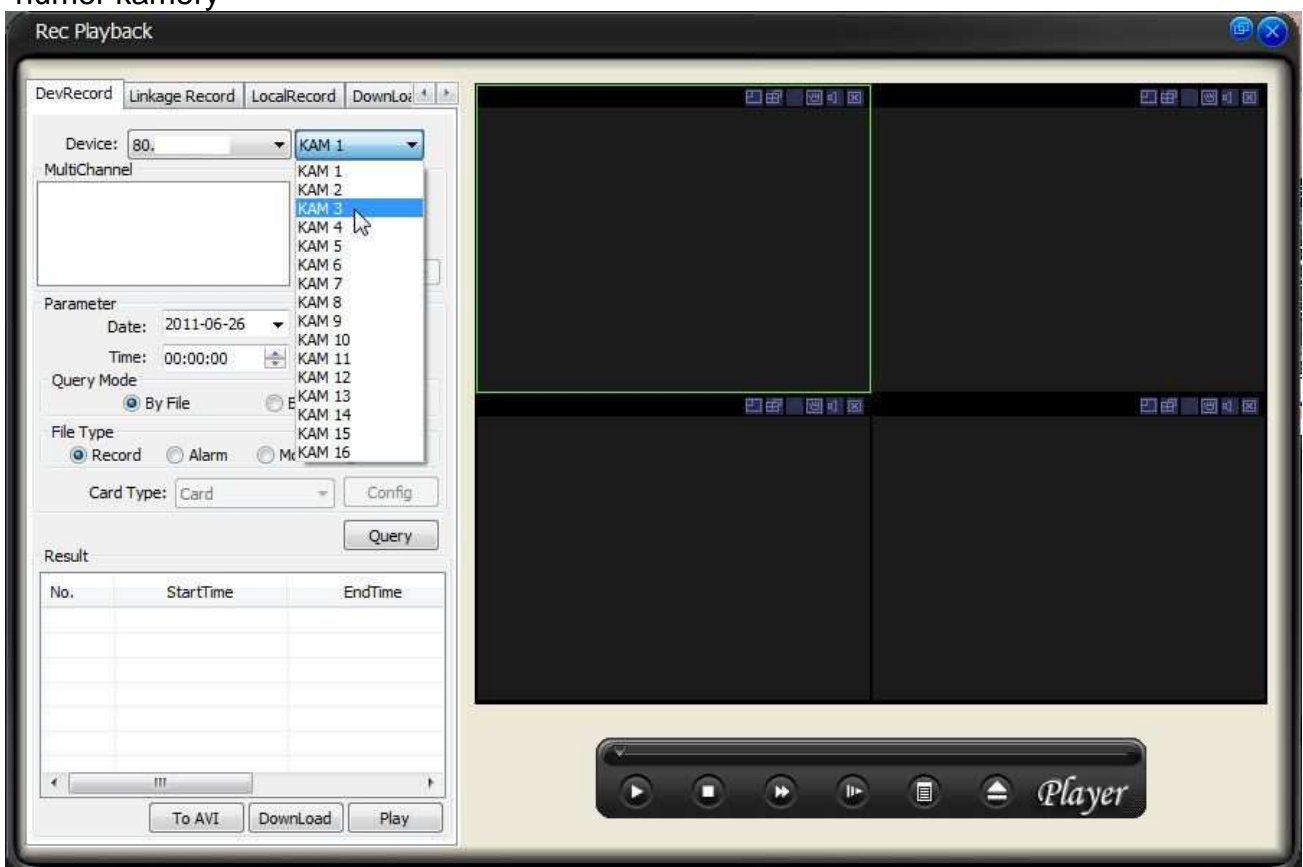 numer kamery
Rec Playback
DevRecord Linkage Record LocalRecord DownLoa
Device: 80. KAM 1
MultiChannel
KAM 1
KAM 2
KAM 3
KAM 4
KAM 5
KAM 6
KAM 7
KAM 8
KAM 9
KAM 10
KAM 11
KAM 12
KAM 13
KAM 14
KAM 15
KAM 16
Parameter
Date: 2011-06-26
Time: 00:00:00
Query Mode
By File
File Type
Record Alarm
Card Type: Card Config
Query
Result
No. StartTime EndTime
To AVI DownLoad Play
Player